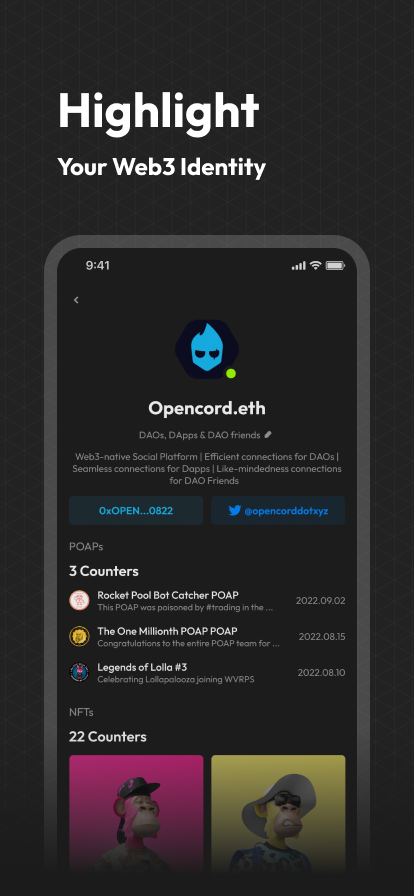 Highlight
Your Web3 Identity
9:41
Opencord.eth
DAOs, DApps & DAO friends
Web3-native Social Platform | Efficient connections for DAOs |
Seamless connections for Dapps | Like-mindedness connections
for DAO Friends
0xOPEN...0822
@opencorddotxyz
POAPs
3 Counters
Rocket Pool Bot Catcher POAP
This POAP was poisoned by #trading in the ...
2022.09.02
The One Millionth POAP POAP
Congratulations to the entire POAP team for ...
2022.08.15
Legends of Lolla #3
Celebrating Lollapalooza joining WVRPS
2022.08.10
NFTs
22 Counters